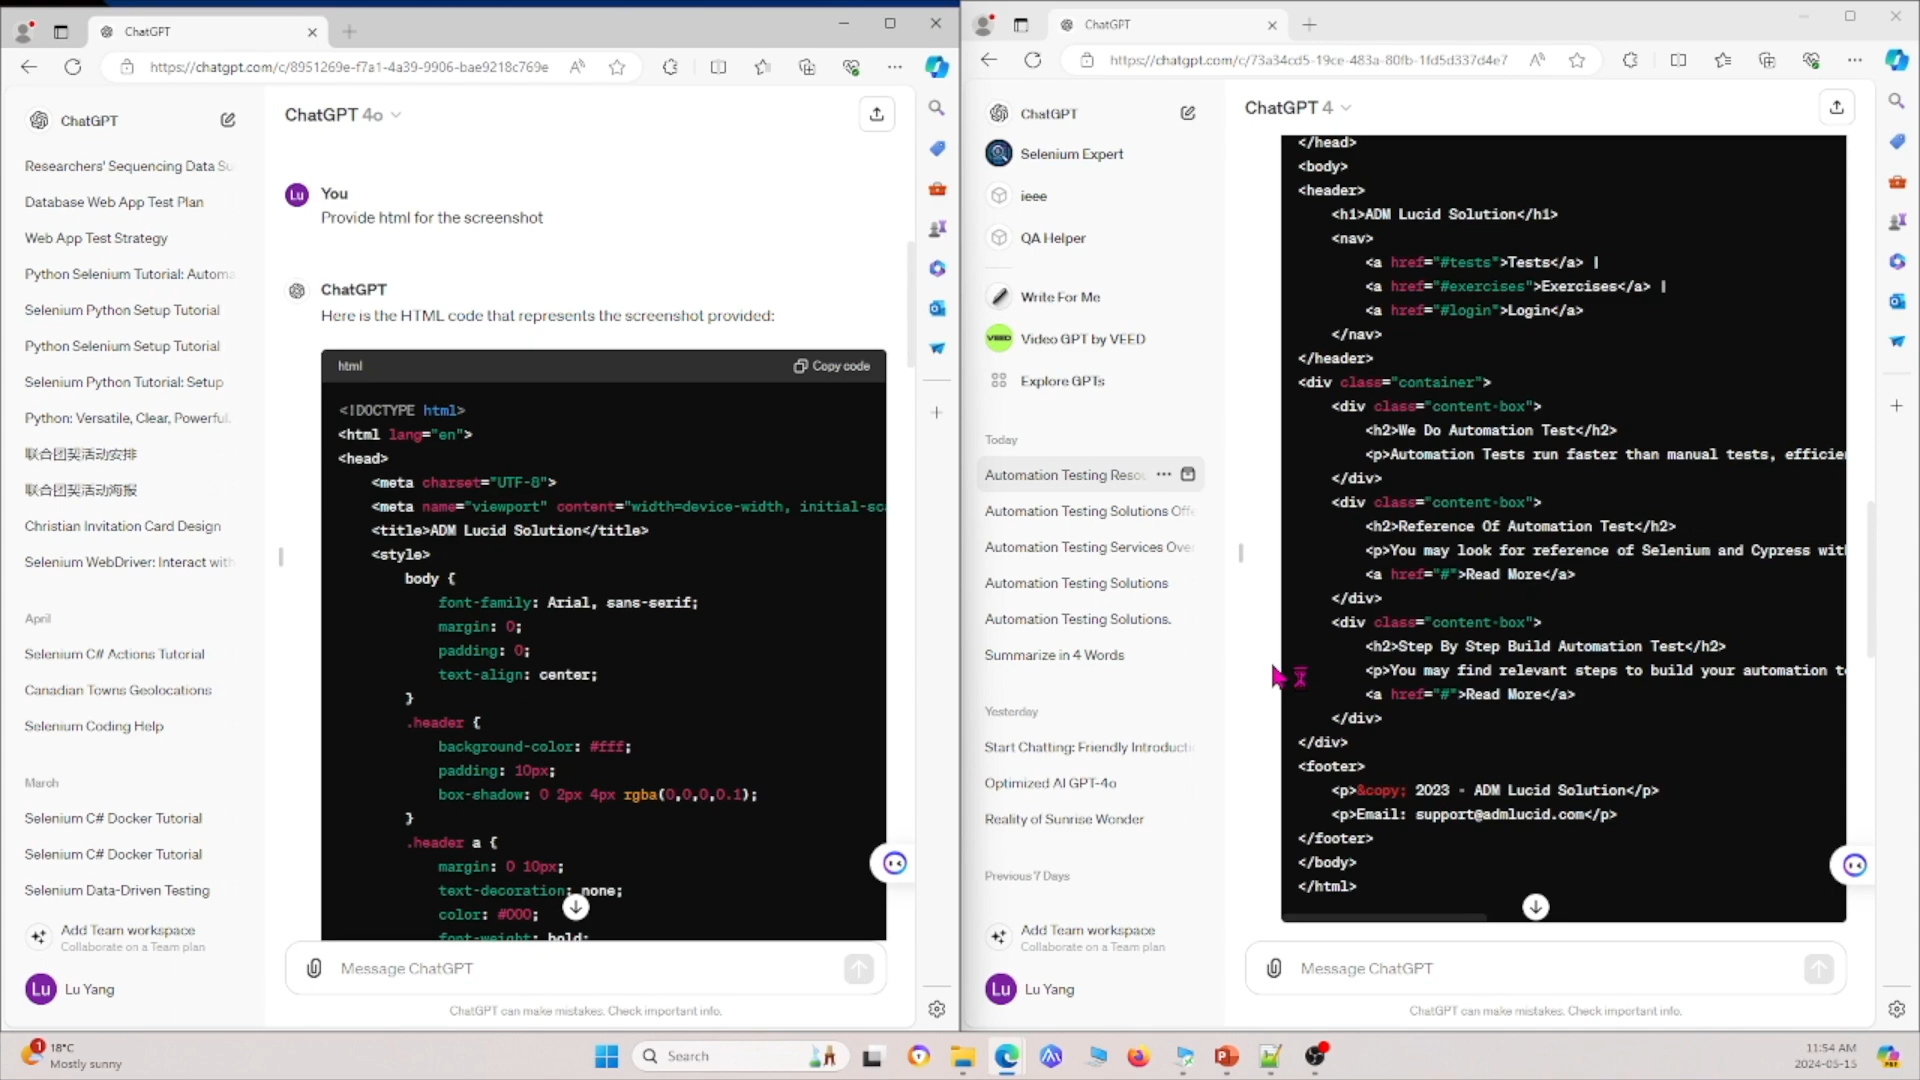 ChatGPT
https://chatgpt.com/c/8951269e-f7a1-4a39-9906-bae9218c769e
ChatGPT
Researchers' Sequencing Data Su
Database Web App Test Plan
Web App Test Strategy
Python Selenium Tutorial: Automa
Selenium Python Setup Tutorial
Python Selenium Setup Tutorial
Selenium Python Tutorial: Setup
Python: Versatile, Clear, Powerful.
联合团契活动安排
联合团契活动海报
Christian Invitation Card Design
Selenium WebDriver: Interact with
April
Selenium C# Actions Tutorial
Canadian Towns Geolocations
Selenium Coding Help
March
Selenium C# Docker Tutorial
Selenium C# Docker Tutorial
Selenium Data-Driven Testing
Add Team workspace
Collaborate on a Team plan
Lu Lu Yang
ChatGPT 4o
Lu You
Provide html for the screenshot
ChatGPT
Here is the HTML code that represents the screenshot provided:
html Copy code
<!DOCTYPE html>
<html lang="en">
<head>
<meta charset="UTF-8">
<meta name="viewport" content="width=device-width, initial-sc
<title>ADM Lucid Solution</title>
<style>
body {
font-family: Arial, sans-serif;
margin: 0;
padding: 0;
text-align: center;
}
.header {
background-color: #fff;
padding: 10px;
box-shadow: 0 2px 4px rgba(0,0,0,0.1);
}
.header a {
margin: 0 10px;
text-decoration: none;
color: #000;
font-weight: bold;
Message ChatGPT
ChatGPT can make mistakes. Check important info.
ChatGPT
https://chatgpt.com/c/73a34cd5-19ce-483a-80fb-1fd5d337d4e7
ChatGPT
Selenium Expert
ieee
QA Helper
Write For Me
VEED Video GPT by VEED
Explore GPTs
Today
Automation Testing Resou
Automation Testing Solutions Offe
Automation Testing Services Over
Automation Testing Solutions
Automation Testing Solutions.
Summarize in 4 Words
Yesterday
Start Chatting: Friendly Introducti
Optimized AI GPT-4o
Reality of Sunrise Wonder
Previous 7 Days
Add Team workspace
Collaborate on a Team plan
Lu Lu Yang
ChatGPT 4
</head>
<body>
<header>
<h1>ADM Lucid Solution</h1>
<nav>
<a href="#tests">Tests</a> |
<a href="#exercises">Exercises</a> |
<a href="#login">Login</a>
</nav>
</header>
<div class="container">
<div class="content-box">
<h2>We Do Automation Test</h2>
<p>Automation Tests run faster than manual tests, efficie
</div>
<div class="content-box">
<h2>Reference Of Automation Test</h2>
<p>You may look for reference of Selenium and Cypress wit
<a href="#">Read More</a>
</div>
<div class="content-box">
<h2>Step By Step Build Automation Test</h2>
<p>You may find relevant steps to build your automation t
<a href="#">Read More</a>
</div>
</div>
<footer>
<p>&copy; 2023 - ADM Lucid Solution</p>
<p>Email: support@admlucid.com</p>
</footer>
</body>
</html>
Message ChatGPT
ChatGPT can make mistakes. Check important info.
1
18°C
Mostly sunny
Search
11:54 AM
2024-05-15